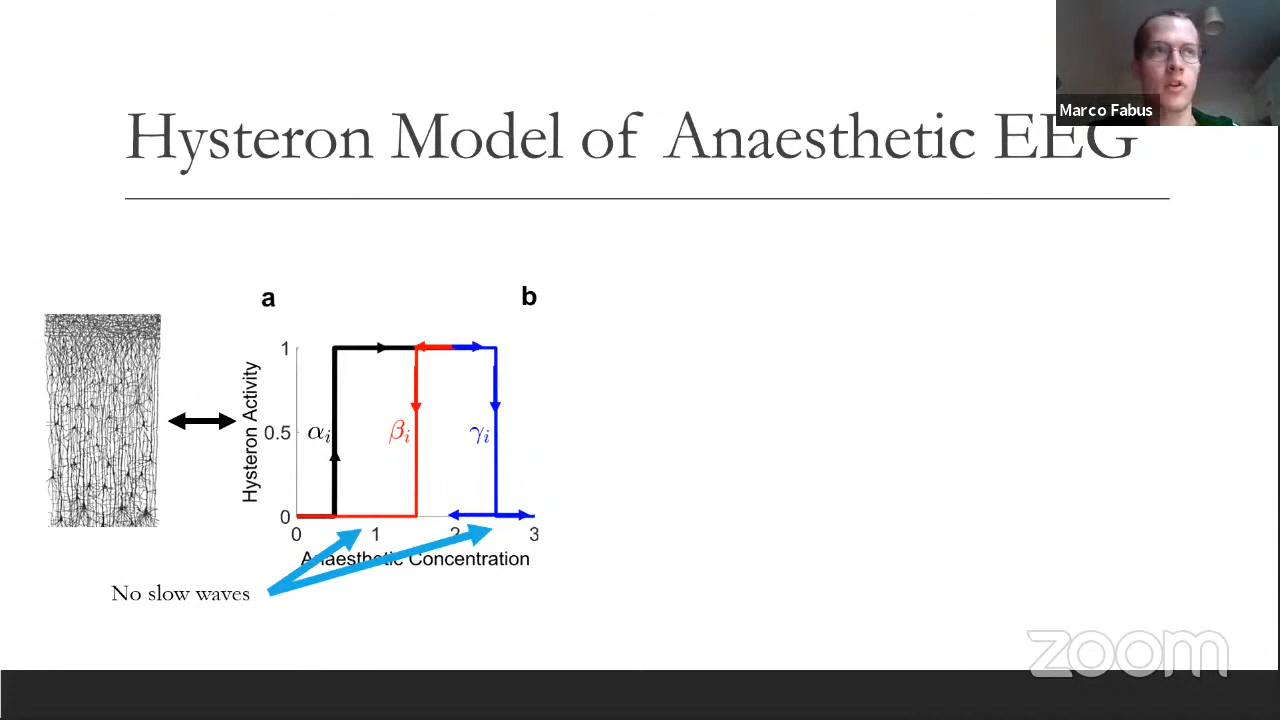 Marco Fabus
Hysteron Model of Anaesthetic EEG
a
b
1
0.5
0
Hysteron Activity
αᵢ
βᵢ
γᵢ
0
1
2
3
Anaesthetic Concentration
No slow waves
zoom